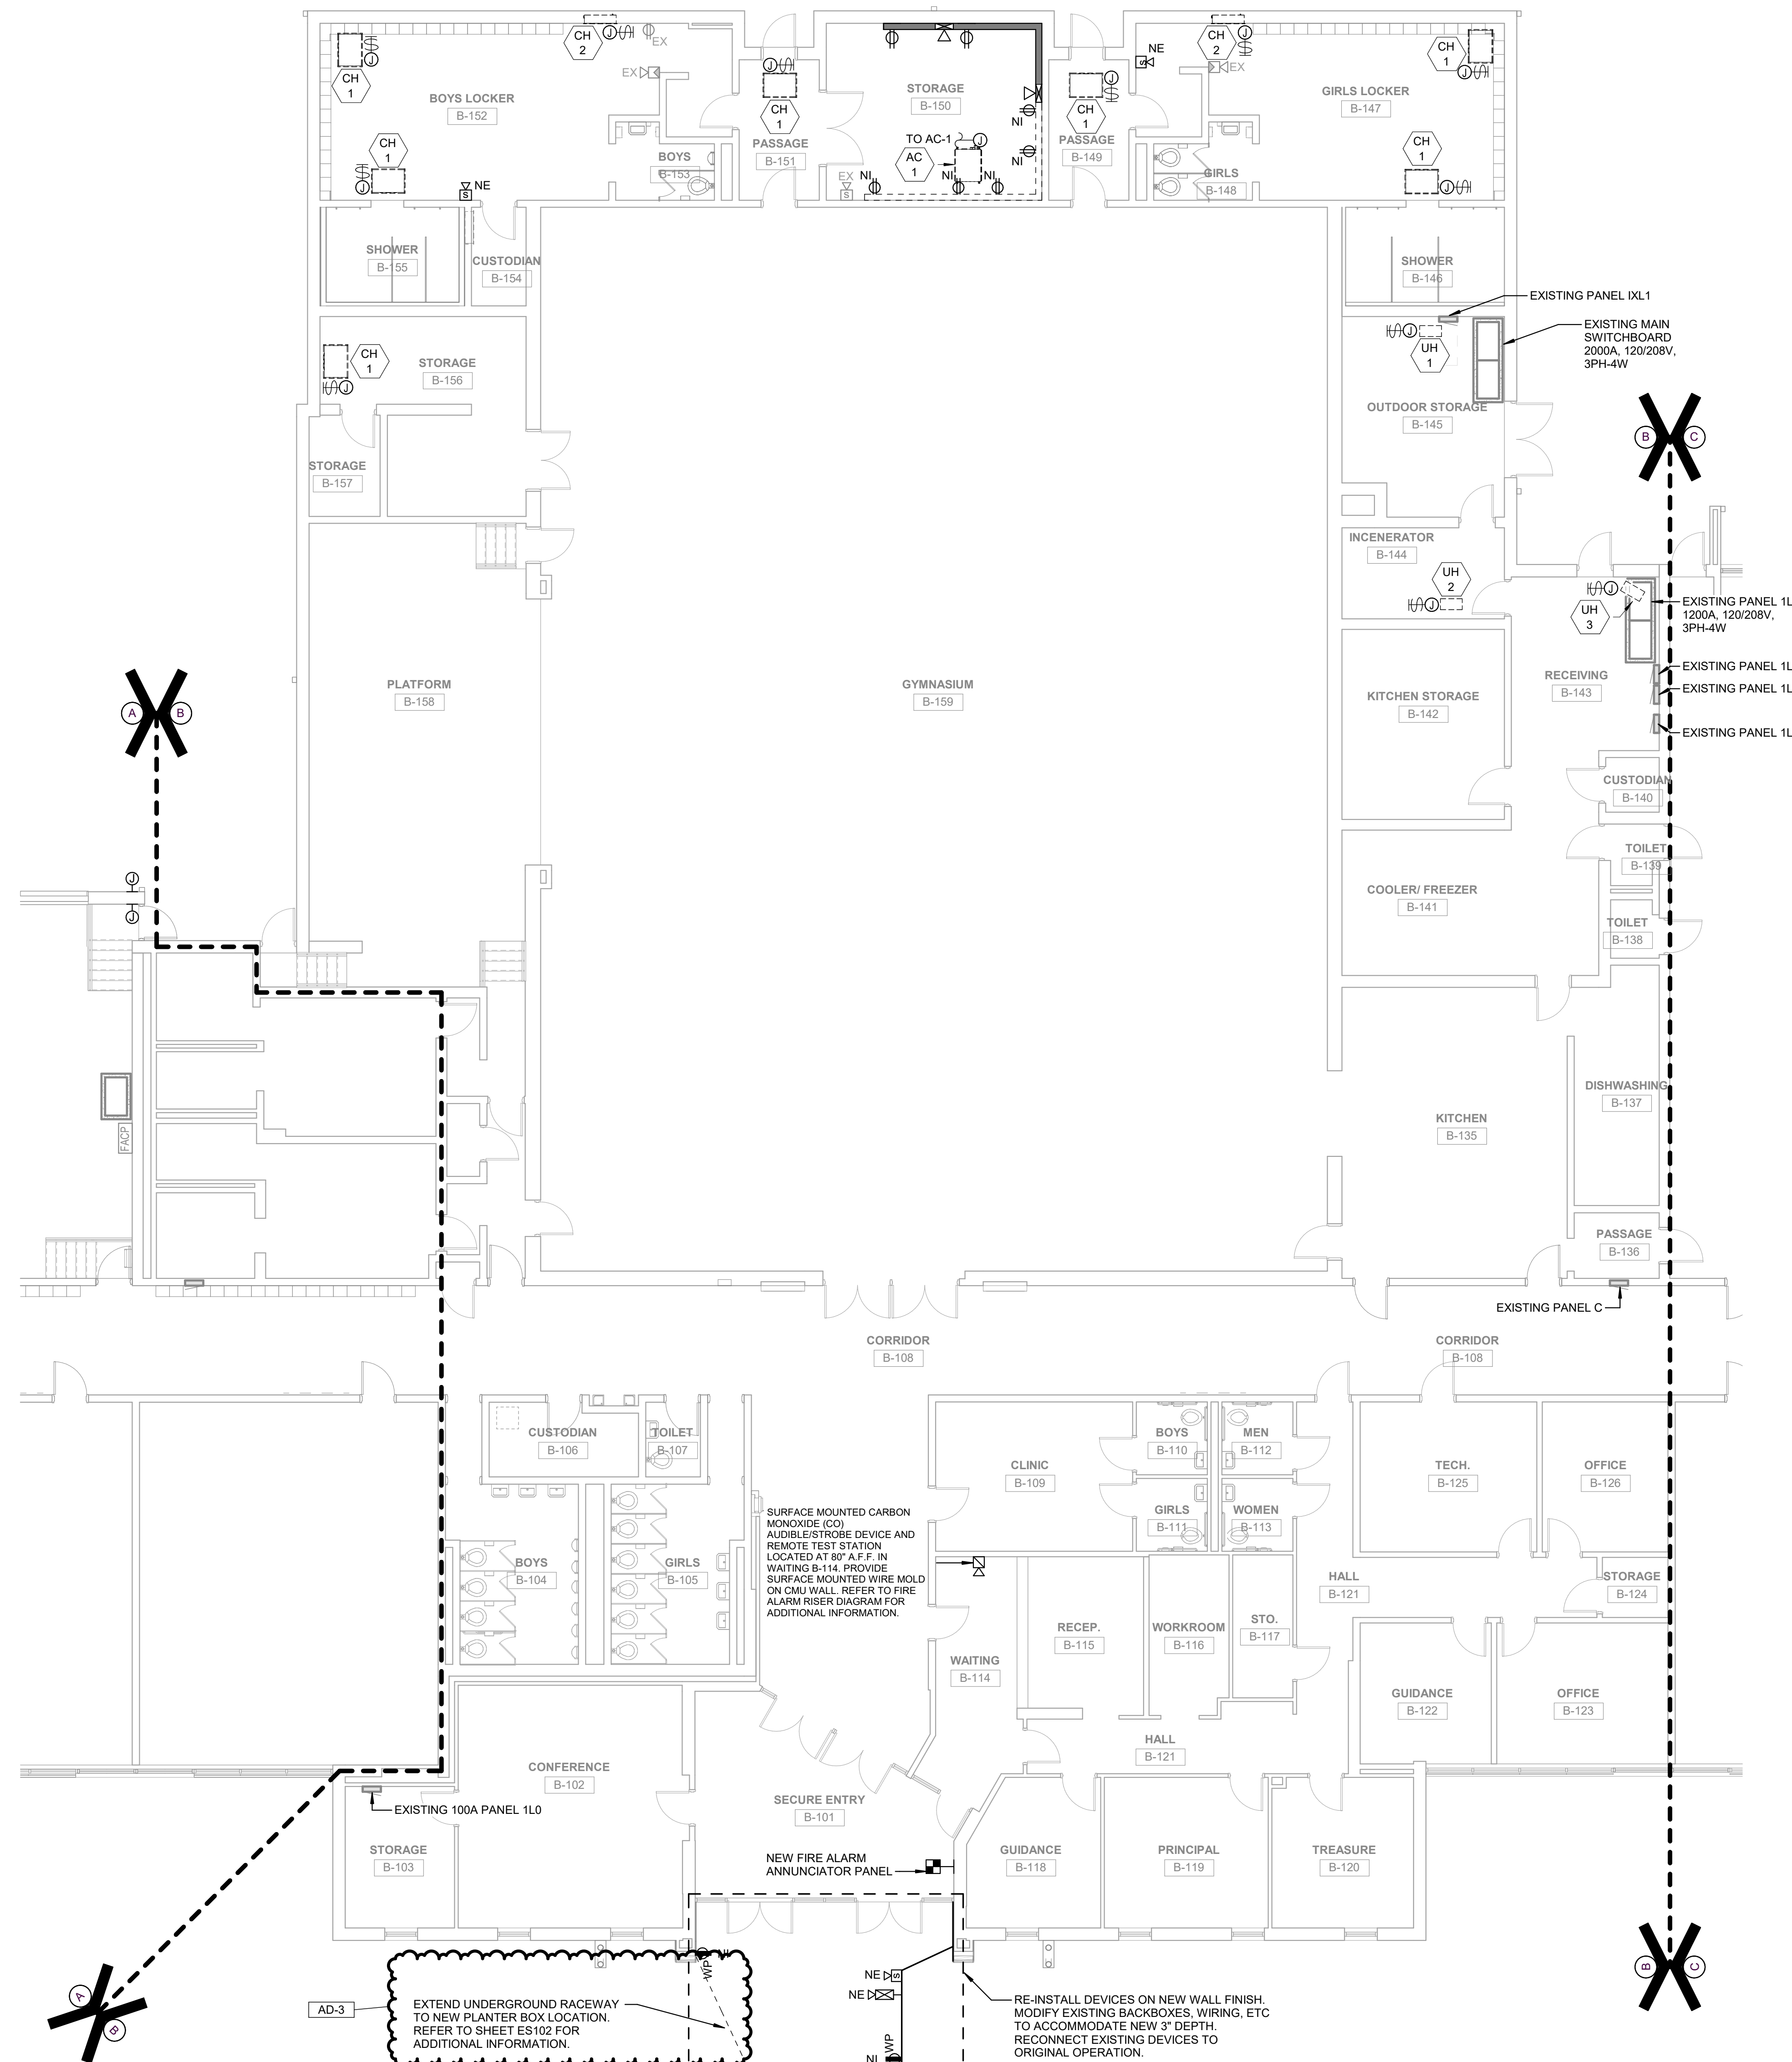 CH
2
J
EX
CH
2
J
NE
CH
1
J
J
CH
1
EX
CH
1
J
EX
CH
1
J
CH
1
J
BOYS LOCKER
B-152
STORAGE
B-150
GIRLS LOCKER
B-147
NI
TO AC-1
J
AC
1
NI
NI
NI
NI
PASSAGE
B-151
PASSAGE
B-149
CH
1
J
S
NE
BOYS
B-153
EX
S
GIRLS
B-148
CH
1
J
SHOWER
B-155
CUSTODIAN
B-154
SHOWER
B-146
EXISTING PANEL IXL1
EXISTING MAIN
SWITCHBOARD
2000A, 120/208V,
3PH-4W
J
UH
1
CH
1
J
STORAGE
B-156
OUTDOOR STORAGE
B-145
B
C
STORAGE
B-157
INCENERATOR
B-144
UH
2
J
J
UH
3
EXISTING PANEL 1L
1200A, 120/208V,
3PH-4W
EXISTING PANEL 1L
EXISTING PANEL 1L
EXISTING PANEL 1L
RECEIVING
B-143
A
B
PLATFORM
B-158
GYMNASIUM
B-159
KITCHEN STORAGE
B-142
CUSTODIAN
B-140
TOILET
B-139
J
J
COOLER/ FREEZER
B-141
TOILET
B-138
DISHWASHING
B-137
FACP
KITCHEN
B-135
PASSAGE
B-136
EXISTING PANEL C
CORRIDOR
B-108
CORRIDOR
B-108
CUSTODIAN
B-106
TOILET
B-107
CLINIC
B-109
BOYS
B-110
MEN
B-112
TECH.
B-125
OFFICE
B-126
GIRLS
B-111
WOMEN
B-113
SURFACE MOUNTED CARBON
MONOXIDE (CO)
AUDIBLE/STROBE DEVICE AND
REMOTE TEST STATION
LOCATED AT 80" A.F.F. IN
WAITING B-114. PROVIDE
SURFACE MOUNTED WIRE MOLD
ON CMU WALL. REFER TO FIRE
ALARM RISER DIAGRAM FOR
ADDITIONAL INFORMATION.
BOYS
B-104
GIRLS
B-105
HALL
B-121
STORAGE
B-124
RECEP.
B-115
WORKROOM
B-116
STO.
B-117
WAITING
B-114
GUIDANCE
B-122
OFFICE
B-123
HALL
B-121
CONFERENCE
B-102
SECURE ENTRY
B-101
EXISTING 100A PANEL 1L0
STORAGE
B-103
NEW FIRE ALARM
ANNUNCIATOR PANEL
GUIDANCE
B-118
PRINCIPAL
B-119
TREASURE
B-120
A
B
B
C
WP
NE
S
NE
AD-3
EXTEND UNDERGROUND RACEWAY
TO NEW PLANTER BOX LOCATION.
REFER TO SHEET ES102 FOR
ADDITIONAL INFORMATION.
RE-INSTALL DEVICES ON NEW WALL FINISH.
MODIFY EXISTING BACKBOXES, WIRING, ETC
TO ACCOMMODATE NEW 3" DEPTH.
RECONNECT EXISTING DEVICES TO
ORIGINAL OPERATION.
WP
NI